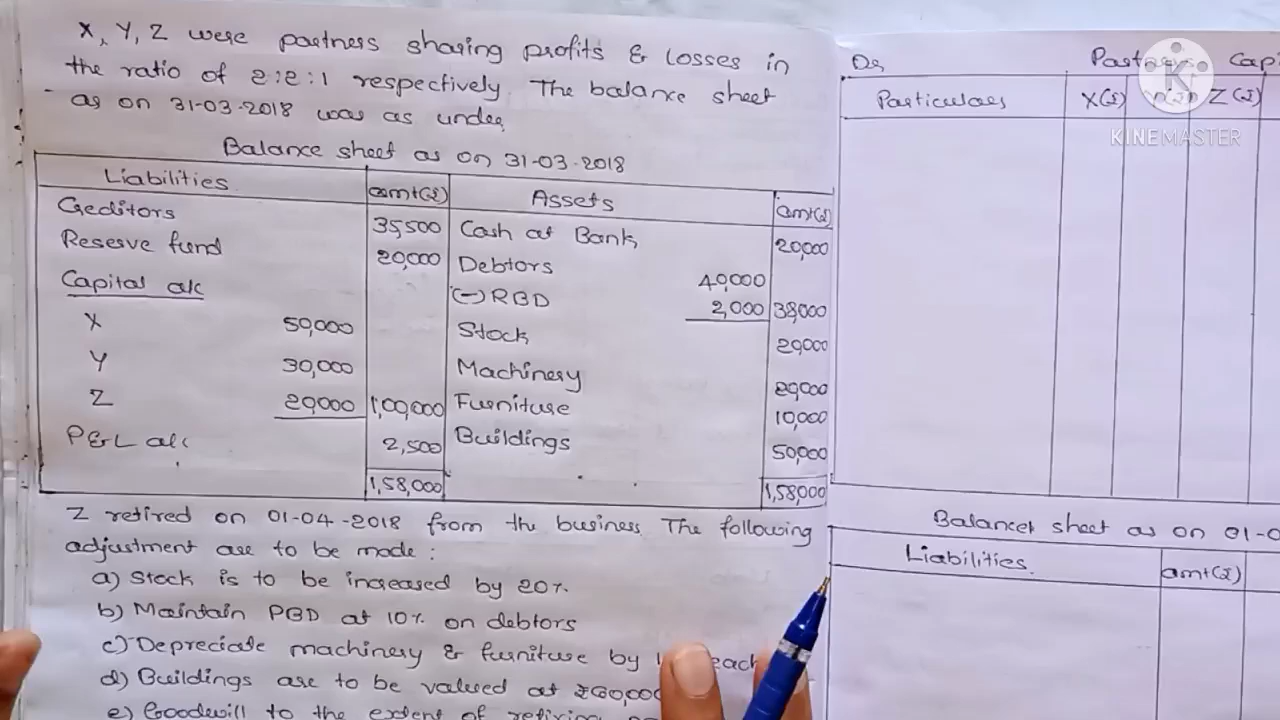 X, Y, Z were partners sharing profits & losses in
the ratio of 2:2:1 respectively. The balance sheet
as on 31-03-2018 was as under
Balance sheet as on 31-03-2018
Liabilities amt(₹) Assets amt(₹)
Creditors 35,500 Cash at Bank 20,000
Reserve fund 20,000 Debtors 40,000
Capital a/c (-) RBD 2,000 38,000
X 50,000 Stock 20,000
Y 30,000 Machinery 20,000
Z 20,000 1,00,000 Furniture 10,000
P&L a/c 2,500 Buildings 50,000
1,58,000 1,58,000
Z retired on 01-04-2018 from the business. The following
adjustment are to be made:
a) Stock is to be increased by 20%.
b) Maintain PBD at 10% on debtors
c) Depreciate machinery & furniture by each
d) Buildings are to be valued at ₹60,000
e) Goodwill to the extent of retiring
Dr
Particulars X(₹) Z(₹)
Balance sheet as on 01-0
Liabilities amt(₹)
K
KINEMASTER